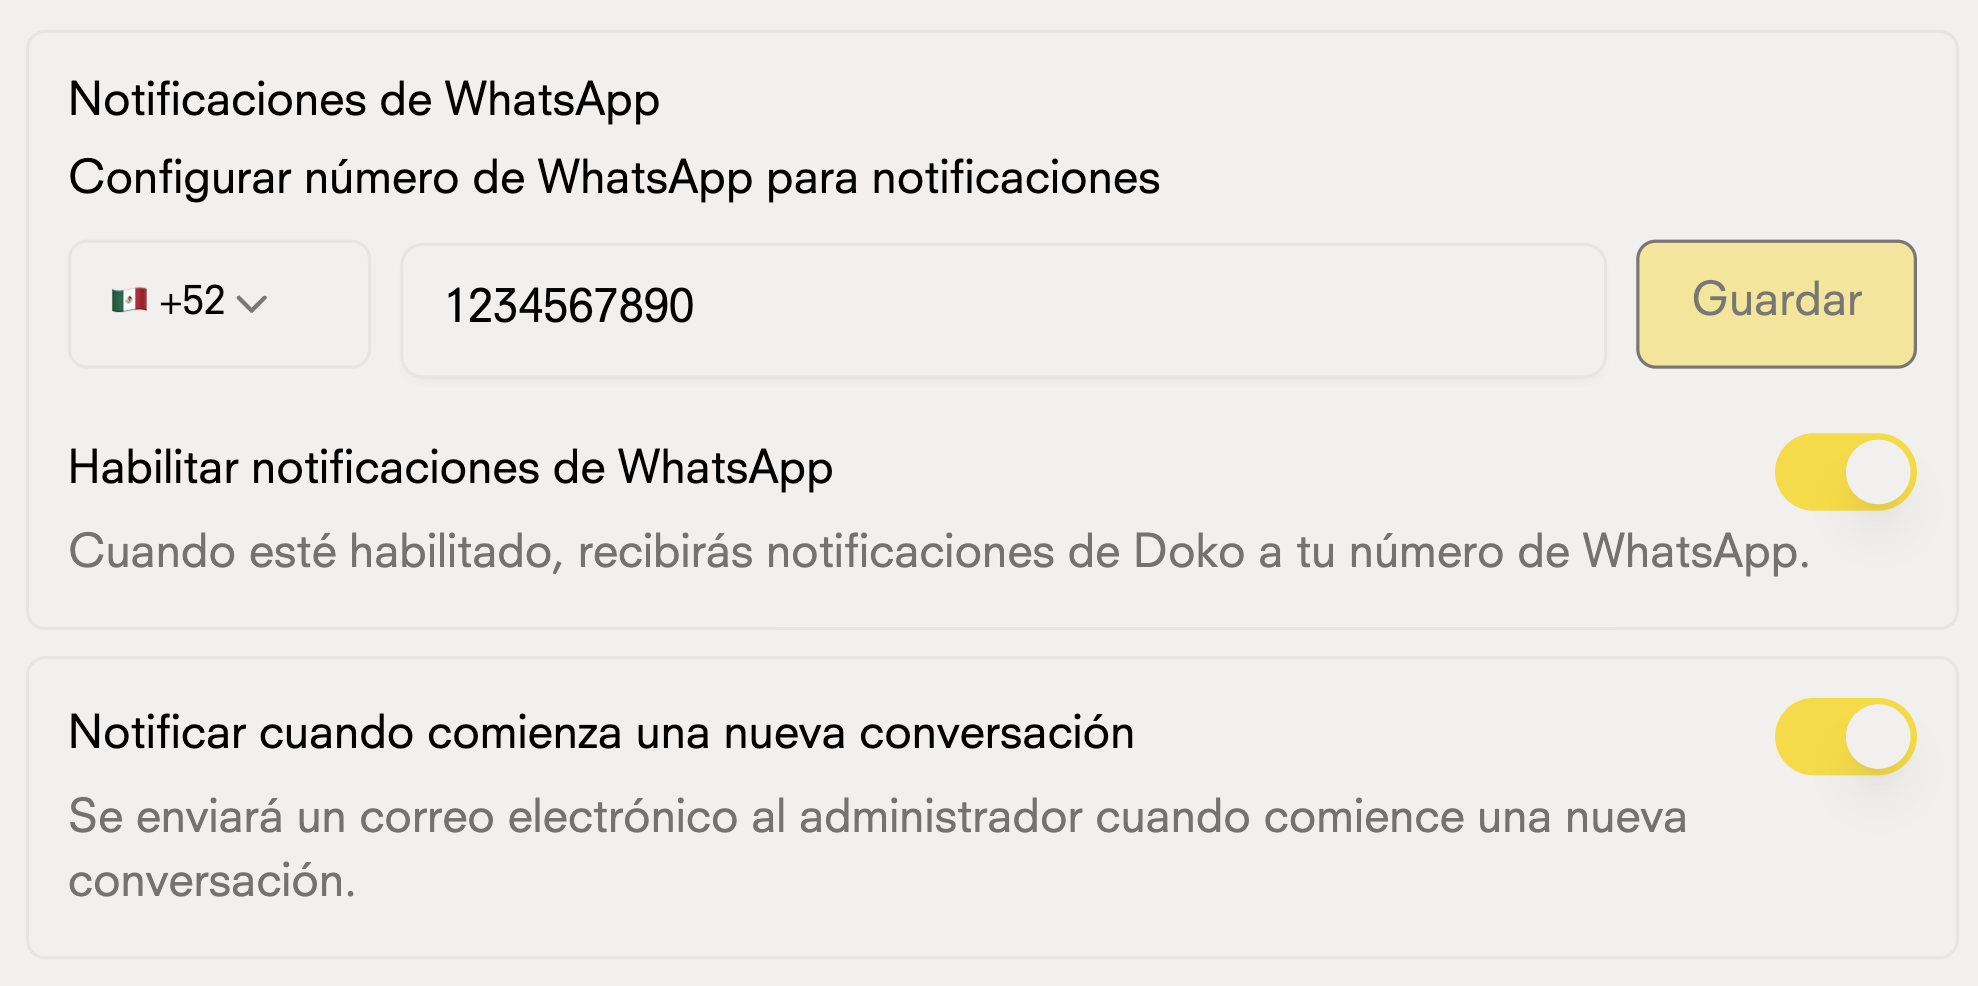 Notificaciones de WhatsApp
Configurar número de WhatsApp para notificaciones
+52
1234567890
Guardar
Habilitar notificaciones de WhatsApp
Cuando esté habilitado, recibirás notificaciones de Doko a tu número de WhatsApp.
Notificar cuando comienza una nueva conversación
Se enviará un correo electrónico al administrador cuando comience una nueva
conversación.